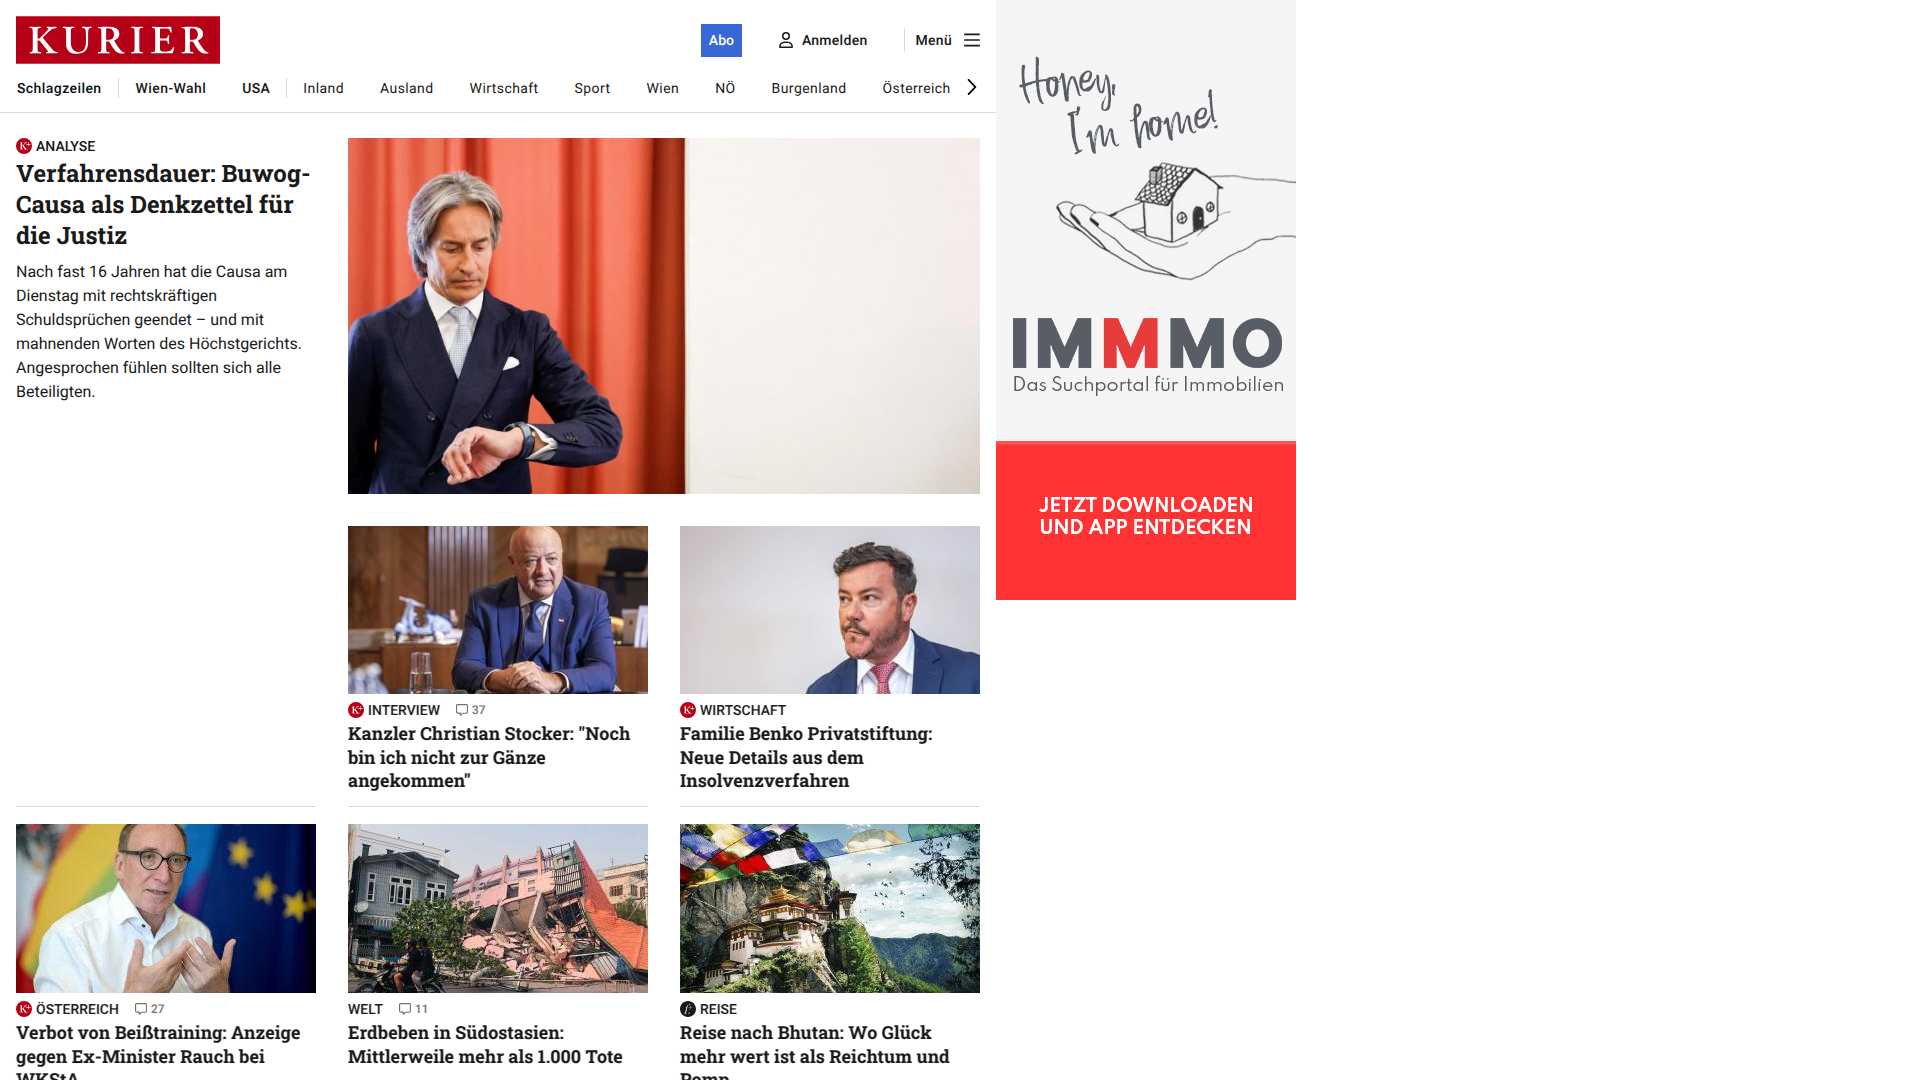 KURIER
Abo
Anmelden
Menü
Schlagzeilen
Wien-Wahl
USA
Inland
Ausland
Wirtschaft
Sport
Wien
NÖ
Burgenland
Österreich
ANALYSE
Verfahrensdauer: Buwog-
Causa als Denkzettel für
die Justiz
Nach fast 16 Jahren hat die Causa am
Dienstag mit rechtskräftigen
Schuldsprüchen geendet – und mit
mahnenden Worten des Höchstgerichts.
Angesprochen fühlen sollten sich alle
Beteiligten.
INTERVIEW 37
Kanzler Christian Stocker: "Noch
bin ich nicht zur Gänze
angekommen"
WIRTSCHAFT
Familie Benko Privatstiftung:
Neue Details aus dem
Insolvenzverfahren
ÖSTERREICH 27
Verbot von Beißtraining: Anzeige
gegen Ex-Minister Rauch bei
WKStA
WELT 11
Erdbeben in Südostasien:
Mittlerweile mehr als 1.000 Tote
REISE
Reise nach Bhutan: Wo Glück
mehr wert ist als Reichtum und
Pomp
Honey,
I'm home!
IMMMO
Das Suchportal für Immobilien
JETZT DOWNLOADEN
UND APP ENTDECKEN